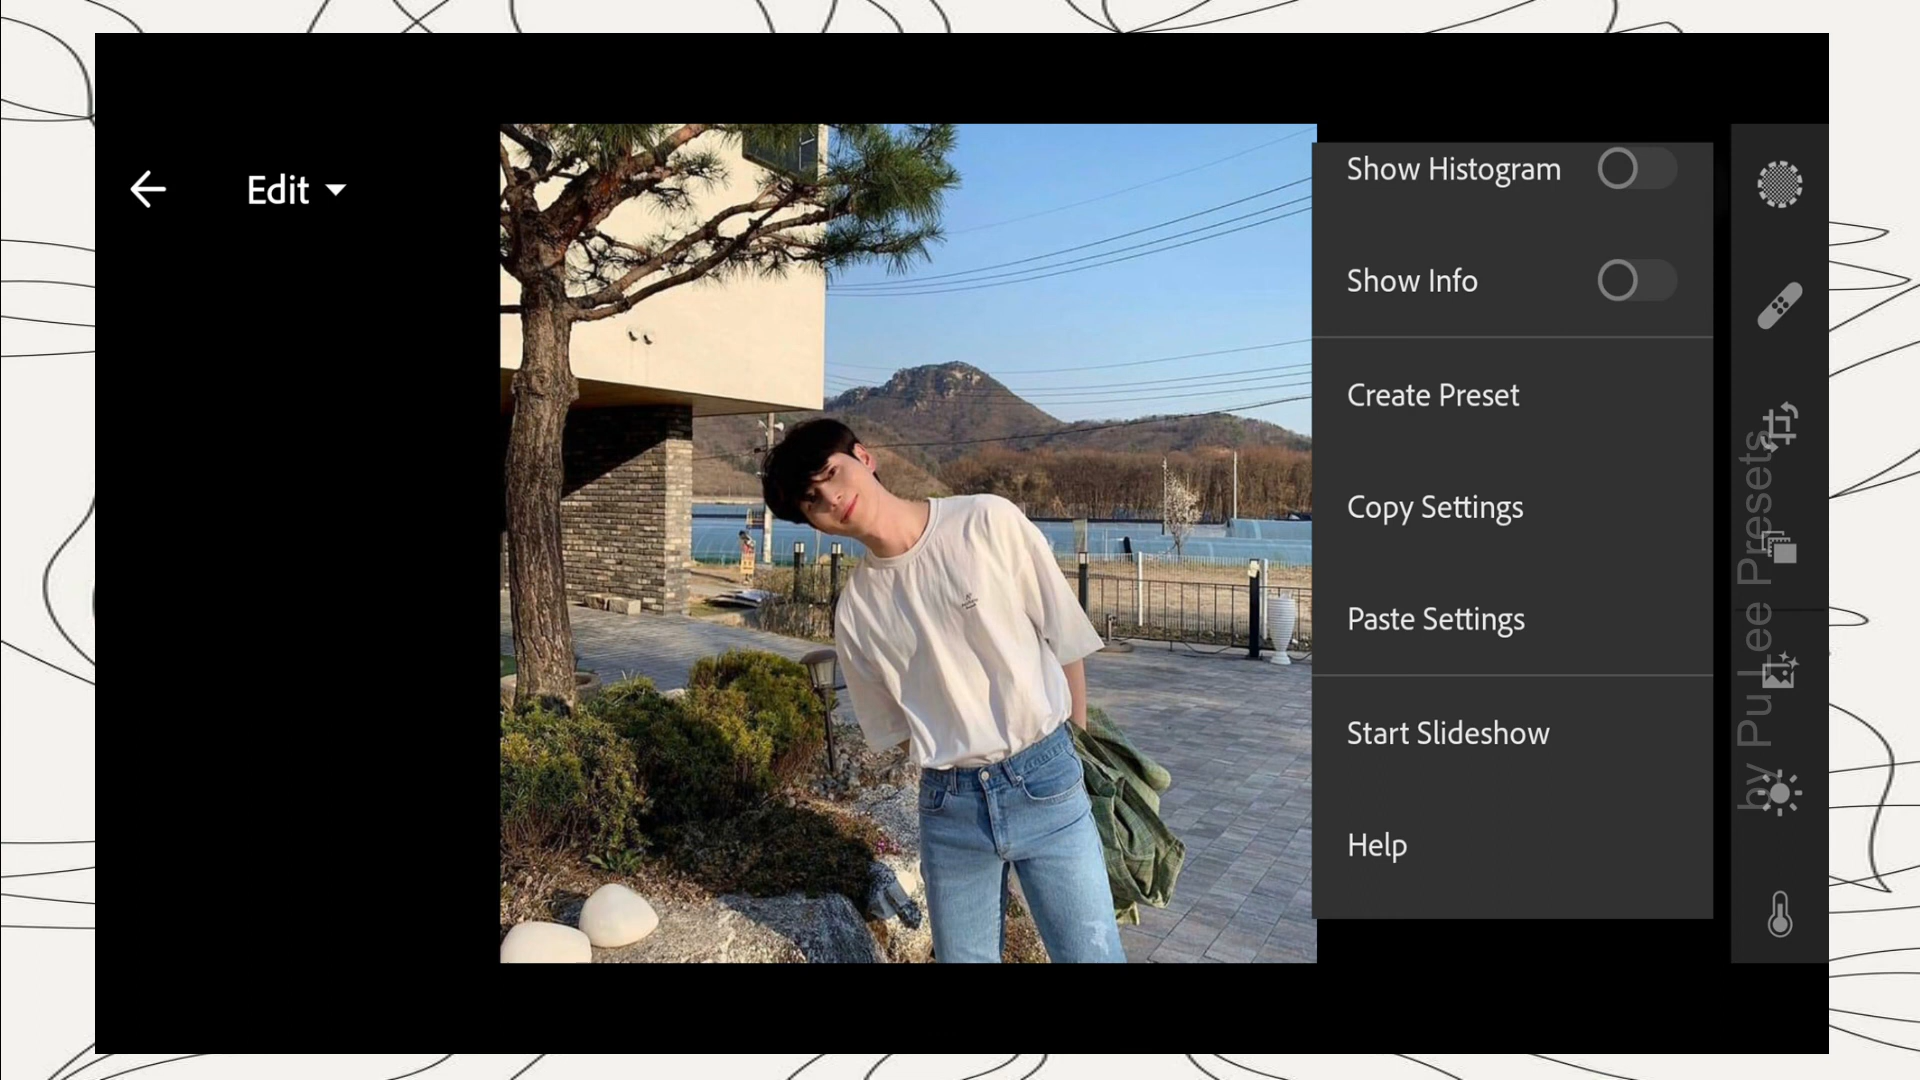 Edit
Show Histogram
Show Info
Create Preset
Copy Settings
Paste Settings
Start Slideshow
Help
by Pu Lee Presets